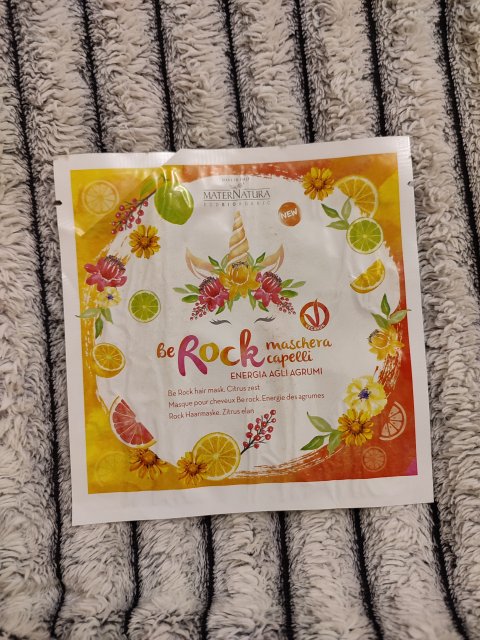 MATERNATURA
NEW
Be Rock maschera
capelli
ENERGIA AGLI AGRUMI
Be Rock hair mask. Citrus zest
Masque pour cheveux Be rock. Energie des agrumes
Rock Haarmaske. Zitrus elan